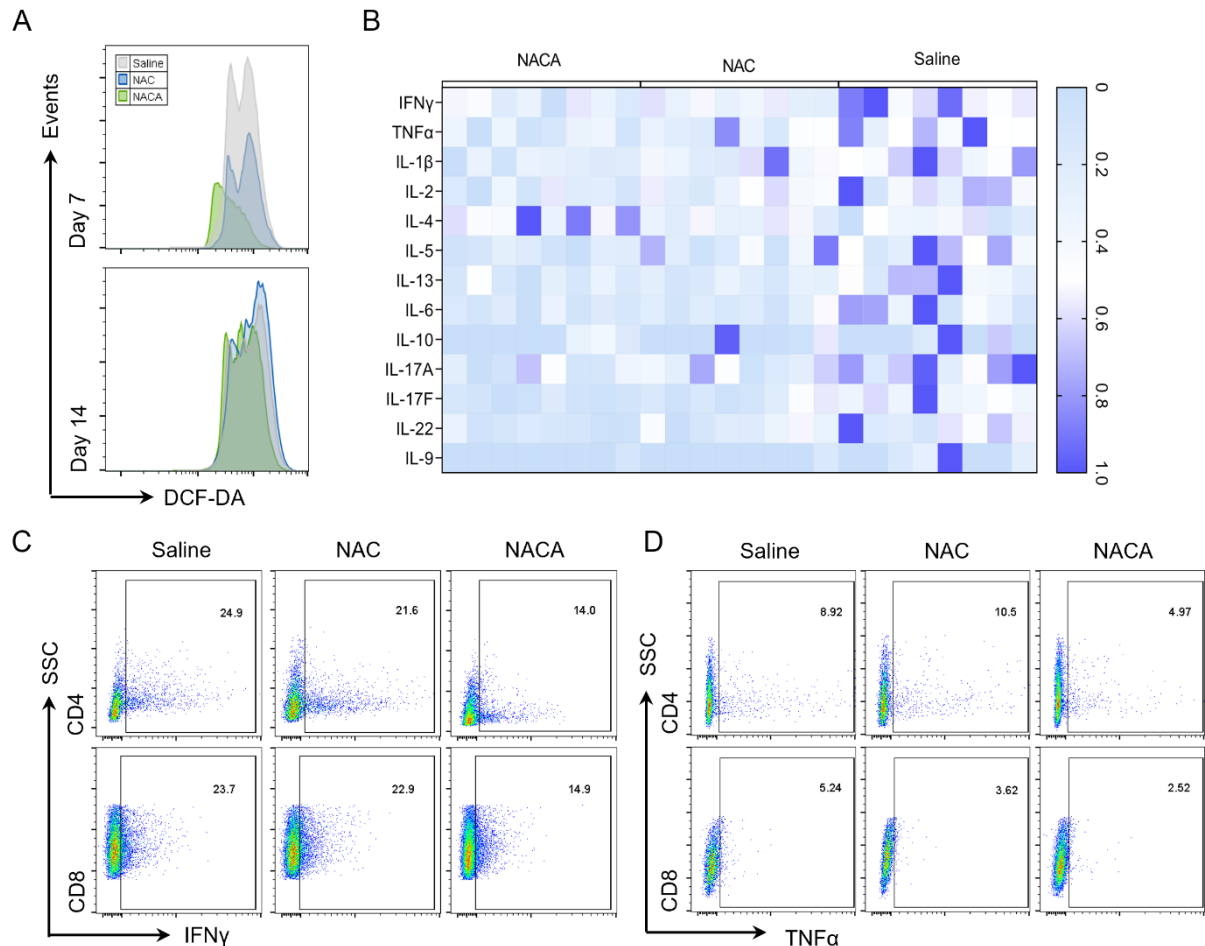 A
Saline
NAC
NACA
Events
Day 7
Day 14
DCF-DA
B
NACA NAC Saline
IFNγ
TNFα
IL-1β
IL-2
IL-4
IL-5
IL-13
IL-6
IL-10
IL-17A
IL-17F
IL-22
IL-9
0
0.2
0.4
0.6
0.8
1.0
C
Saline NAC NACA
24.9 21.6 14.0
SSC
CD4
23.7 22.9 14.9
CD8
IFNγ
D
Saline NAC NACA
8.92 10.5 4.97
SSC
CD4
5.24 3.62 2.52
CD8
TNFα